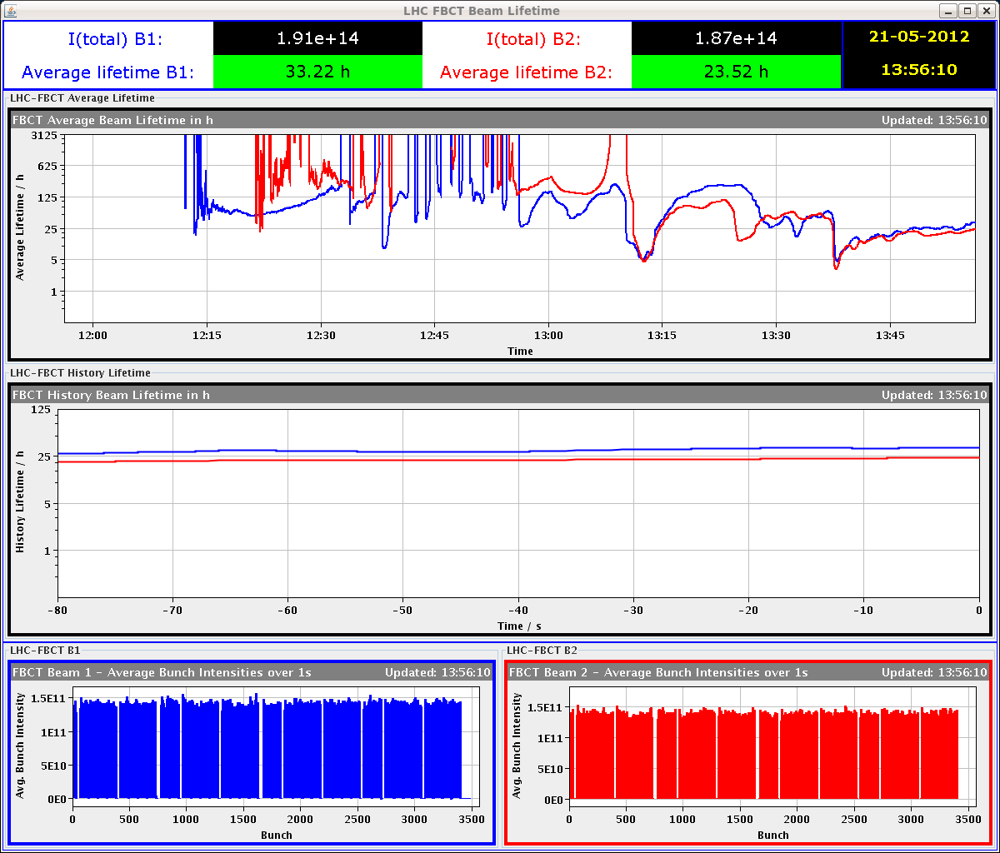 LHC FBCT Beam Lifetime
I(total) B1: 1.91e+14 I(total) B2: 1.87e+14 21-05-2012
Average lifetime B1: 33.22 h Average lifetime B2: 23.52 h 13:56:10
LHC-FBCT Average Lifetime
FBCT Average Beam Lifetime in h Updated: 13:56:10
Average Lifetime / h
3125
625
125
25
5
1
12:00 12:15 12:30 12:45 13:00 13:15 13:30 13:45
Time
LHC-FBCT History Lifetime
FBCT History Beam Lifetime in h Updated: 13:56:10
History Lifetime / h
125
25
5
1
-80 -70 -60 -50 -40 -30 -20 -10 0
Time / s
LHC-FBCT B1
FBCT Beam 1 - Average Bunch Intensities over 1s Updated: 13:56:10
Avg. Bunch Intensity
1.5E11
1E11
5E10
0E0
0 500 1000 1500 2000 2500 3000 3500
Bunch
LHC-FBCT B2
FBCT Beam 2 - Average Bunch Intensities over 1s Updated: 13:56:10
Avg. Bunch Intensity
1.5E11
1E11
5E10
0E0
0 500 1000 1500 2000 2500 3000 3500
Bunch